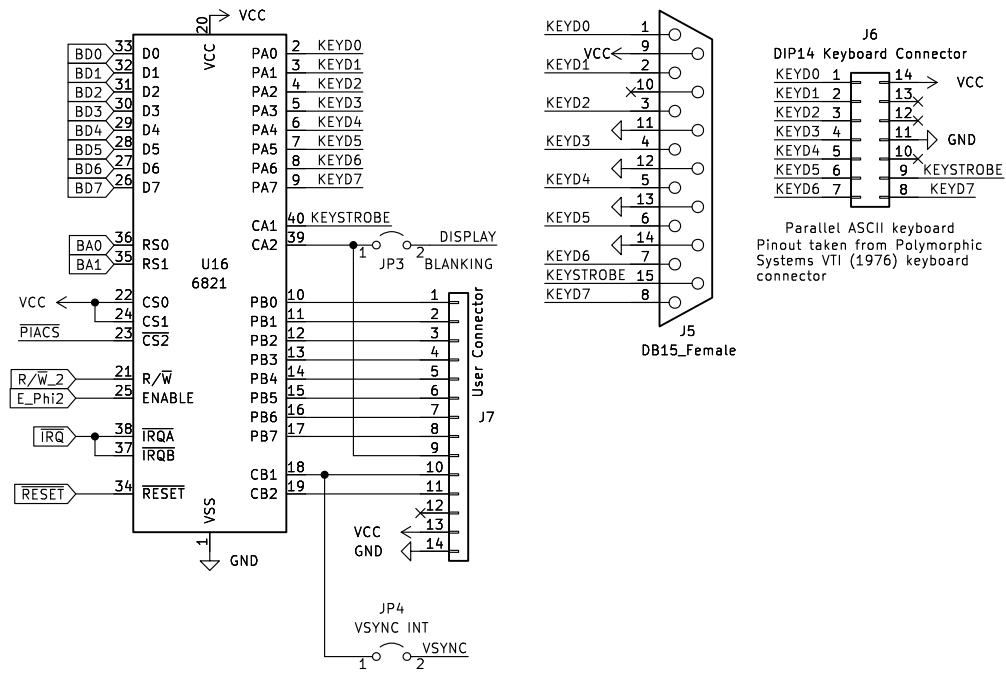 VCC
20
VCC
BD0 33 D0 PA0 2 KEYD0
BD1 32 D1 PA1 3 KEYD1
BD2 31 D2 PA2 4 KEYD2
BD3 30 D3 PA3 5 KEYD3
BD4 29 D4 PA4 6 KEYD4
BD5 28 D5 PA5 7 KEYD5
BD6 27 D6 PA6 8 KEYD6
BD7 26 D7 PA7 9 KEYD7
CA1 40 KEYSTROBE
BA0 36 RS0 CA2 39 1 JP3 2 DISPLAY
BLANKING
BA1 35 RS1
U16
6821
VCC 22 CS0 PB0 10 1
24 CS1 PB1 11 2
PIACS 23 CS2 PB2 12 3
PB3 13 4
R/W_2 21 R/W PB4 14 5
E_Phi2 25 ENABLE PB5 15 6
PB6 16 7
IRQ 38 IRQA PB7 17 8
37 IRQB 9
CB1 18 10
RESET 34 RESET CB2 19 11
12
VCC 13
GND 14
User Connector
J7
VSS
1
GND
JP4
VSYNC INT
1 2 VSYNC
KEYD0 1
VCC 9
KEYD1 2
10
KEYD2 3
11
KEYD3 4
12
KEYD4 5
13
KEYD5 6
14
KEYD6 7
KEYSTROBE 15
KEYD7 8
J5
DB15_Female
J6
DIP14 Keyboard Connector
KEYD0 1 14 VCC
KEYD1 2 13
KEYD2 3 12
KEYD3 4 11 GND
KEYD4 5 10
KEYD5 6 9 KEYSTROBE
KEYD6 7 8 KEYD7
Parallel ASCII keyboard
Pinout taken from Polymorphic
Systems VTI (1976) keyboard
connector